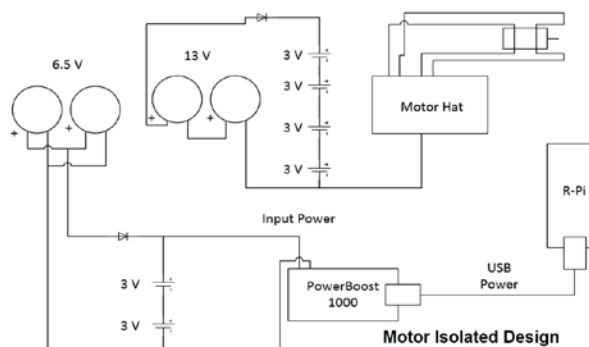 6.5 V
13 V
3 V
3 V
3 V
3 V
Motor Hat
R-Pi
Input Power
PowerBoost
1000
USB
Power
3 V
3 V
Motor Isolated Design